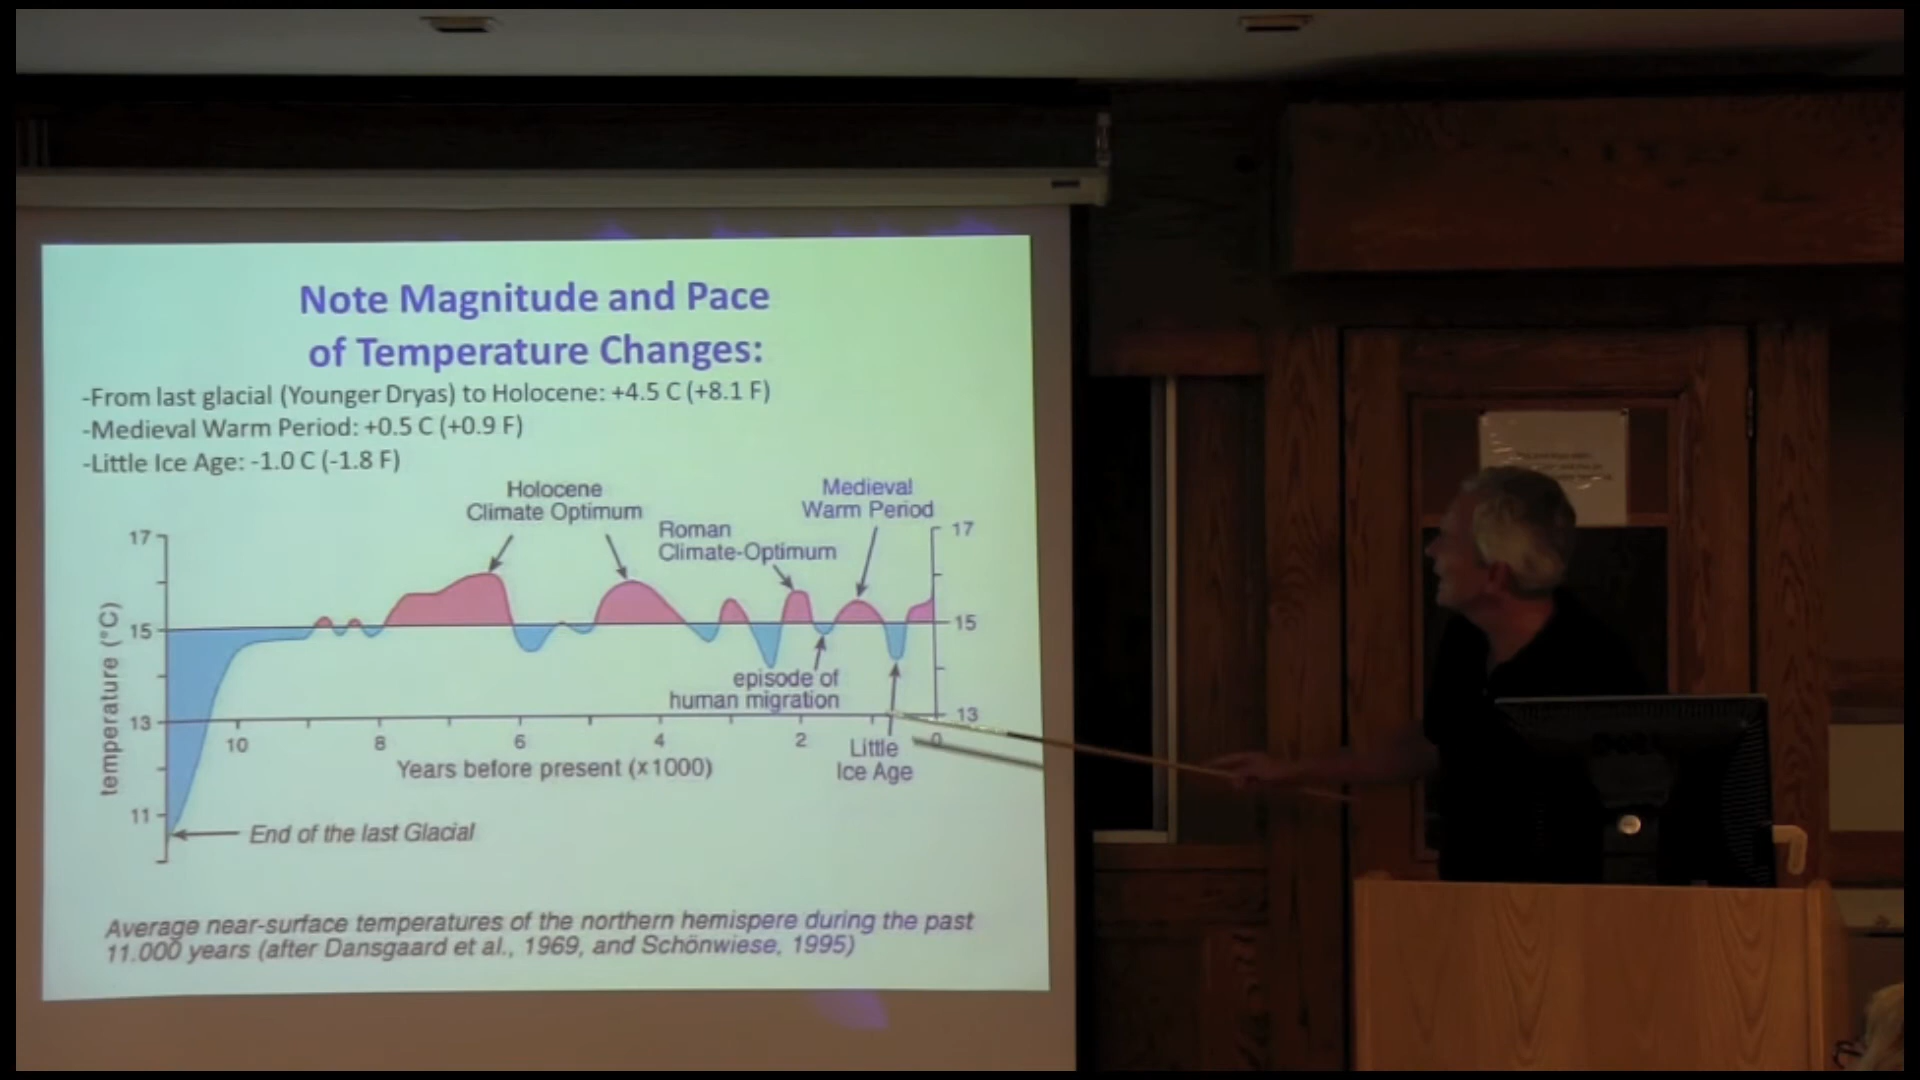 Note Magnitude and Pace
of Temperature Changes:
-From last glacial (Younger Dryas) to Holocene: +4.5 C (+8.1 F)
-Medieval Warm Period: +0.5 C (+0.9 F)
-Little Ice Age: -1.0 C (-1.8 F)
Holocene
Climate Optimum
Roman
Climate-Optimum
Medieval
Warm Period
17
15
13
11
temperature (°C)
17
15
13
episode of
human migration
10
8
6
4
2
0
Years before present (x1000)
Little
Ice Age
End of the last Glacial
Average near-surface temperatures of the northern hemispere during the past
11.000 years (after Dansgaard et al., 1969, and Schönwiese, 1995)